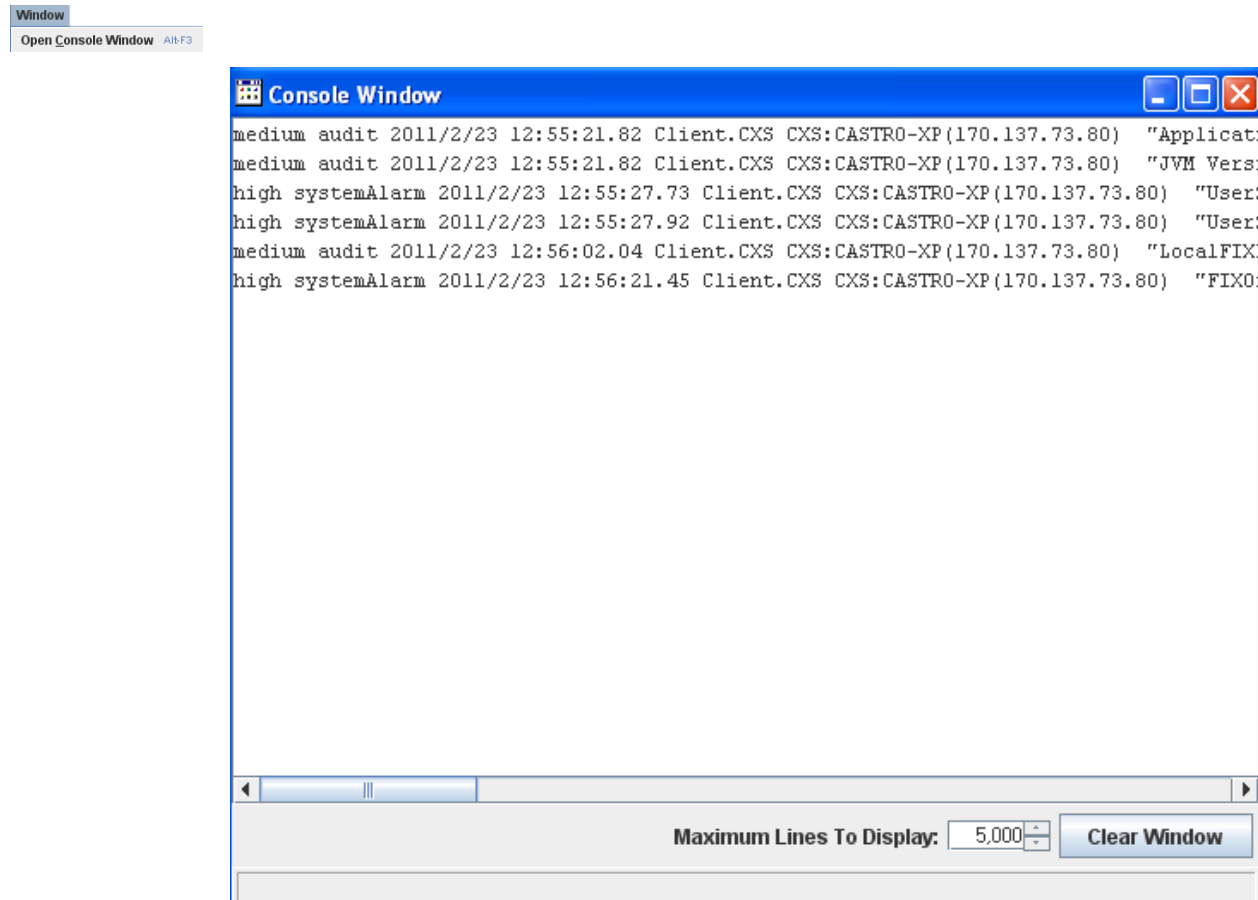 Window
Open Console Window Alt-F3
Console Window
medium audit 2011/2/23 12:55:21.82 Client.CXS CXS:CASTRO-XP(170.137.73.80) "Applicat
medium audit 2011/2/23 12:55:21.82 Client.CXS CXS:CASTRO-XP(170.137.73.80) "JVM Vers
high systemAlarm 2011/2/23 12:55:27.73 Client.CXS CXS:CASTRO-XP(170.137.73.80) "User
high systemAlarm 2011/2/23 12:55:27.92 Client.CXS CXS:CASTRO-XP(170.137.73.80) "User
medium audit 2011/2/23 12:56:02.04 Client.CXS CXS:CASTRO-XP(170.137.73.80) "LocalFIX
high systemAlarm 2011/2/23 12:56:21.45 Client.CXS CXS:CASTRO-XP(170.137.73.80) "FIXO
Maximum Lines To Display: 5,000 Clear Window